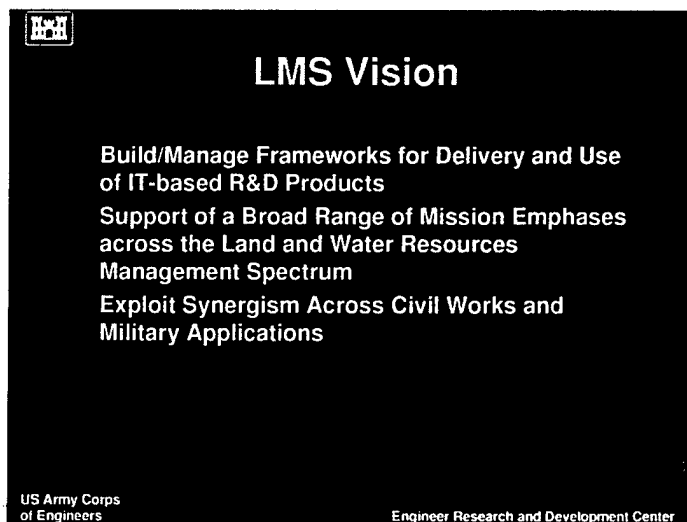 LMS Vision
Build/Manage Frameworks for Delivery and Use
of IT-based R&D Products
Support of a Broad Range of Mission Emphases
across the Land and Water Resources
Management Spectrum
Exploit Synergism Across Civil Works and
Military Applications
US Army Corps
of Engineers
Engineer Research and Development Center